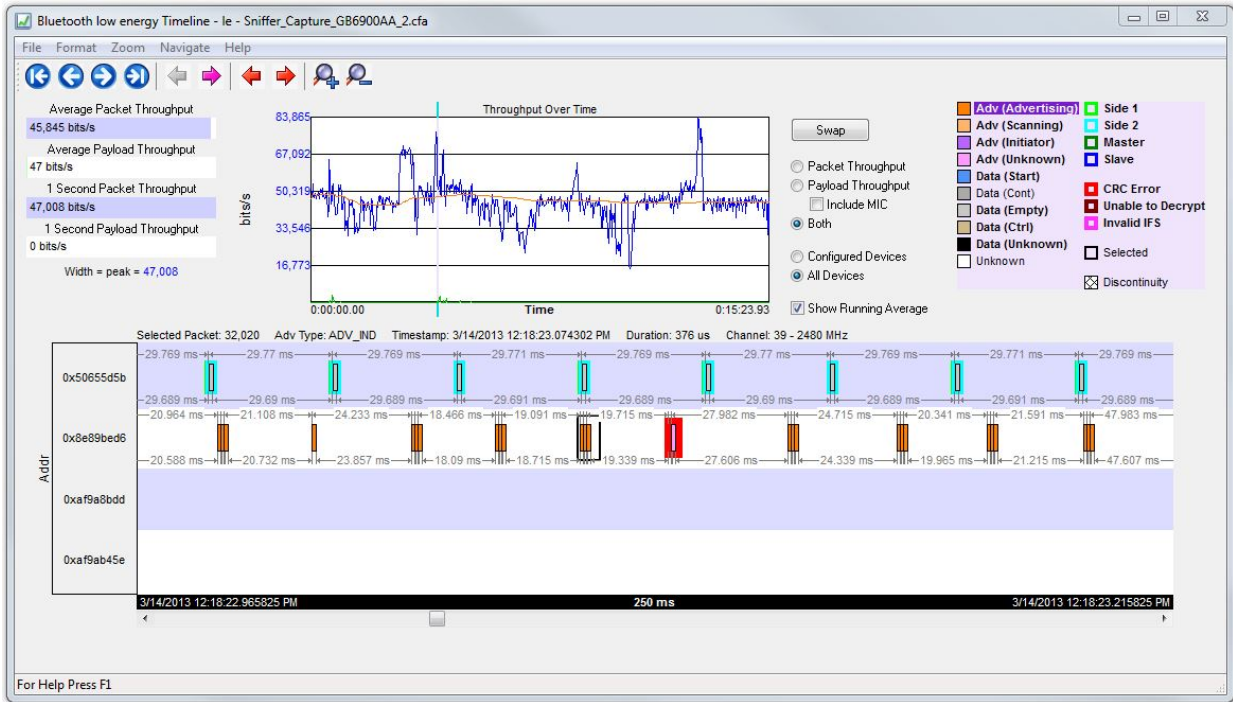 Bluetooth low energy Timeline - le - Sniffer_Capture_GB6900AA_2.cfa
File Format Zoom Navigate Help
Average Packet Throughput
45,845 bits/s
Average Payload Throughput
47 bits/s
1 Second Packet Throughput
47,008 bits/s
1 Second Payload Throughput
0 bits/s
Width = peak = 47,008
Throughput Over Time
83,865
67,092
50,319
33,546
16,773
bits/s
0:00:00.00 Time 0:15:23.93
Swap
Packet Throughput
Payload Throughput
Include MIC
Both
Configured Devices
All Devices
Show Running Average
Adv (Advertising)
Adv (Scanning)
Adv (Initiator)
Adv (Unknown)
Data (Start)
Data (Cont)
Data (Empty)
Data (Ctrl)
Data (Unknown)
Unknown
Side 1
Side 2
Master
Slave
CRC Error
Unable to Decrypt
Invalid IFS
Selected
Discontinuity
Selected Packet: 32,020 Adv Type: ADV_IND Timestamp: 3/14/2013 12:18:23.074302 PM Duration: 376 us Channel: 39 - 2480 MHz
29.769 ms 29.77 ms 29.769 ms 29.771 ms 29.769 ms 29.77 ms 29.769 ms 29.771 ms 29.769 ms
0x50655d5b
29.689 ms 29.69 ms 29.689 ms 29.691 ms 29.689 ms 29.69 ms 29.689 ms 29.691 ms 29.689 ms
20.964 ms 21.108 ms 24.233 ms 18.466 ms 19.091 ms 19.715 ms 27.982 ms 24.715 ms 20.341 ms 21.591 ms 47.983 ms
0x8e89bed6
20.588 ms 20.732 ms 23.857 ms 18.09 ms 18.715 ms 19.339 ms 27.606 ms 24.339 ms 19.965 ms 21.215 ms 47.607 ms
Addr
0xaf9a8bdd
0xaf9ab45e
3/14/2013 12:18:22.965825 PM 250 ms 3/14/2013 12:18:23.215825 PM
For Help Press F1